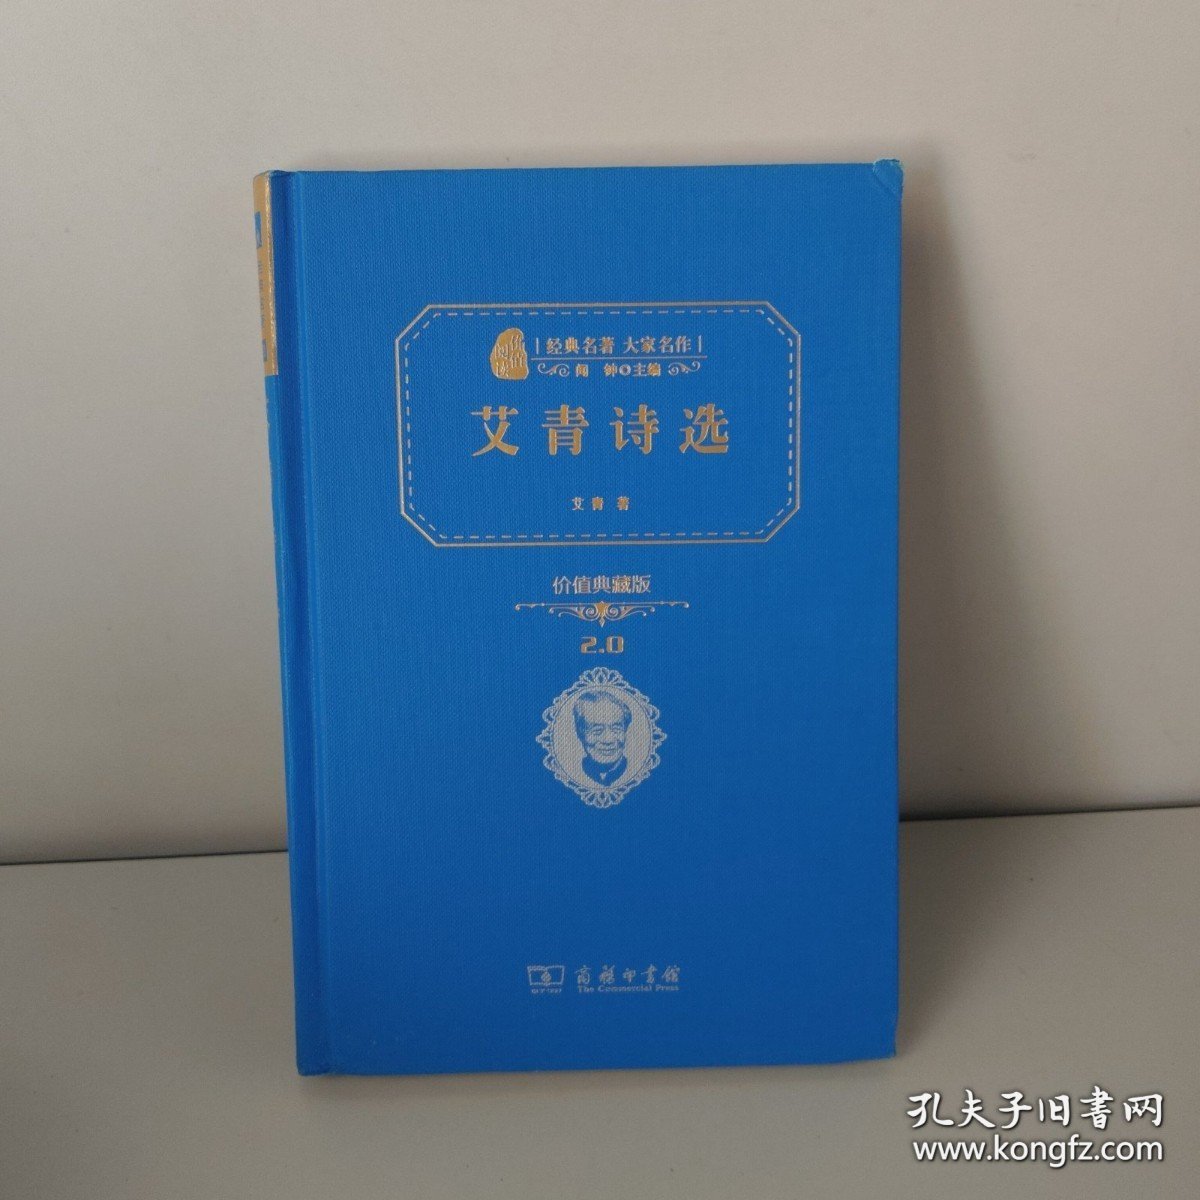 经典名著 大家名作
闻 钟 主编
艾青诗选
艾青 著
价值典藏版
2.0
商务印书馆
The Commercial Press
孔夫子旧书网
www.kongfz.com